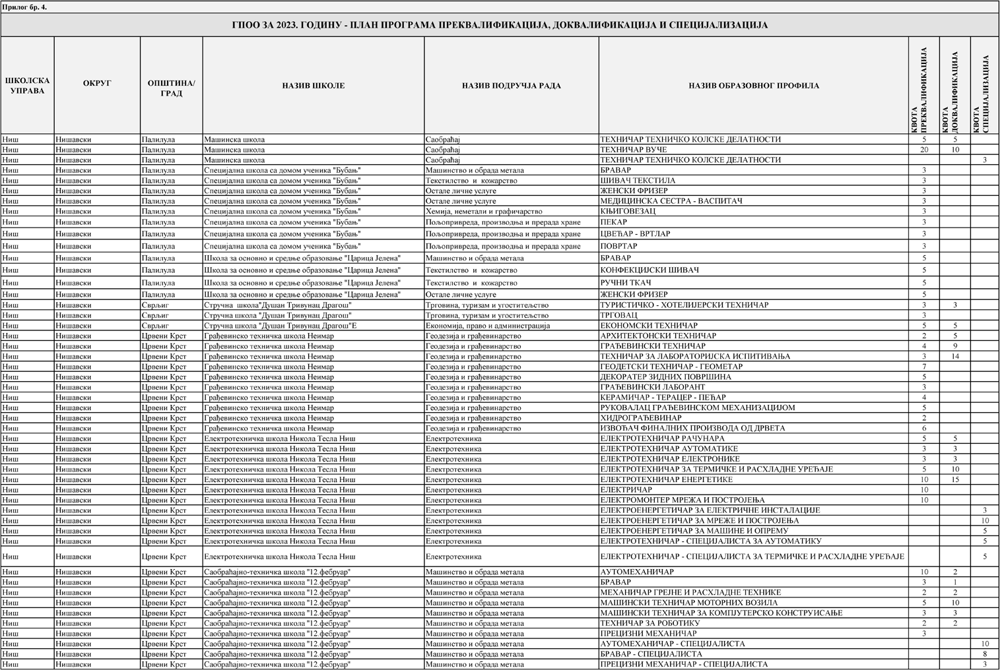 Прилог бр. 4.
ГПОО ЗА 2023. ГОДИНУ - ПЛАН ПРОГРАМА ПРЕКВАЛИФИКАЦИЈА, ДОКВАЛИФИКАЦИЈА И СПЕЦИЈАЛИЗАЦИЈА
ШКОЛСКА УПРАВА ОКРУГ ОПШТИНА/ ГРАД НАЗИВ ШКОЛЕ НАЗИВ ПОДРУЧЈА РАДА НАЗИВ ОБРАЗОВНОГ ПРОФИЛА КВОТА ПРЕКВАЛИФИКАЦИЈА КВОТА ДОКВАЛИФИКАЦИЈА КВОТА СПЕЦИЈАЛИЗАЦИЈА
Ниш Нишавски Палилула Машинска школа Саобраћај ТЕХНИЧАР ТЕХНИЧКО КОЛСКЕ ДЕЛАТНОСТИ 5 5
Ниш Нишавски Палилула Машинска школа Саобраћај ТЕХНИЧАР ВУЧЕ 20 10
Ниш Нишавски Палилула Машинска школа Саобраћај ТЕХНИЧАР ТЕХНИЧКО КОЛСКЕ ДЕЛАТНОСТИ 3
Ниш Нишавски Палилула Специјална школа са домом ученика "Бубањ" Машинство и обрада метала БРАВАР 3
Ниш Нишавски Палилула Специјална школа са домом ученика "Бубањ" Текстилство и кожарство ШИВАЧ ТЕКСТИЛА 3
Ниш Нишавски Палилула Специјална школа са домом ученика "Бубањ" Остале личне услуге ЖЕНСКИ ФРИЗЕР 3
Ниш Нишавски Палилула Специјална школа са домом ученика "Бубањ" Остале личне услуге МЕДИЦИНСКА СЕСТРА - ВАСПИТАЧ 3
Ниш Нишавски Палилула Специјална школа са домом ученика "Бубањ" Хемија, неметали и графичарство КЊИГОВЕЗАЦ 3
Ниш Нишавски Палилула Специјална школа са домом ученика "Бубањ" Пољопривреда, производња и прерада хране ПЕКАР 3
Ниш Нишавски Палилула Специјална школа са домом ученика "Бубањ" Пољопривреда, производња и прерада хране ЦВЕЋАР - ВРТЛАР 3
Ниш Нишавски Палилула Специјална школа са домом ученика "Бубањ" Пољопривреда, производња и прерада хране ПОВРТАР 3
Ниш Нишавски Палилула Школа за основно и средње образовање "Царица Јелена" Машинство и обрада метала БРАВАР 5
Ниш Нишавски Палилула Школа за основно и средње образовање "Царица Јелена" Текстилство и кожарство КОНФЕКЦИЈСКИ ШИВАЧ 5
Ниш Нишавски Палилула Школа за основно и средње образовање "Царица Јелена" Текстилство и кожарство РУЧНИ ТКАЧ 5
Ниш Нишавски Палилула Школа за основно и средње образовање "Царица Јелена" Остале личне услуге ЖЕНСКИ ФРИЗЕР 5
Ниш Нишавски Сврљиг Стручна школа"Душан Тривунац Драгош" Трговина, туризам и угоститељство ТУРИСТИЧКО - ХОТЕЛИЈЕРСКИ ТЕХНИЧАР 3 3
Ниш Нишавски Сврљиг Стручна школа "Душан Тривунац Драгош" Трговина, туризам и угоститељство ТРГОВАЦ 3
Ниш Нишавски Сврљиг Стручна школа "Душан Тривунац Драгош"Е Економија, право и администрација ЕКОНОМСКИ ТЕХНИЧАР 5 5
Ниш Нишавски Црвени Крст Грађевинско техничка школа Неимар Геодезија и грађевинарство АРХИТЕКТОНСКИ ТЕХНИЧАР 2 5
Ниш Нишавски Црвени Крст Грађевинско техничка школа Неимар Геодезија и грађевинарство ГРАЂЕВИНСКИ ТЕХНИЧАР 4 9
Ниш Нишавски Црвени Крст Грађевинско техничка школа Неимар Геодезија и грађевинарство ТЕХНИЧАР ЗА ЛАБОРАТОРИЈСКА ИСПИТИВАЊА 3 14
Ниш Нишавски Црвени Крст Грађевинско техничка школа Неимар Геодезија и грађевинарство ГЕОДЕТСКИ ТЕХНИЧАР - ГЕОМЕТАР 7
Ниш Нишавски Црвени Крст Грађевинско техничка школа Неимар Геодезија и грађевинарство ДЕКОРАТЕР ЗИДНИХ ПОВРШИНА 5
Ниш Нишавски Црвени Крст Грађевинско техничка школа Неимар Геодезија и грађевинарство ГРАЂЕВИНСКИ ЛАБОРАНТ 3
Ниш Нишавски Црвени Крст Грађевинско техничка школа Неимар Геодезија и грађевинарство КЕРАМИЧАР - ТЕРАЦЕР - ПЕЋАР 4
Ниш Нишавски Црвени Крст Грађевинско техничка школа Неимар Геодезија и грађевинарство РУКОВАЛАЦ ГРАЂЕВИНСКОМ МЕХАНИЗАЦИЈОМ 5
Ниш Нишавски Црвени Крст Грађевинско техничка школа Неимар Геодезија и грађевинарство ХИДРОГРАЂЕВИНАР 2
Ниш Нишавски Црвени Крст Грађевинско техничка школа Неимар Геодезија и грађевинарство ИЗВОЂАЧ ФИНАЛНИХ ПРОИЗВОДА ОД ДРВЕТА 6
Ниш Нишавски Црвени Крст Електротехничка школа Никола Тесла Ниш Електротехника ЕЛЕКТРОТЕХНИЧАР РАЧУНАРА 5 5
Ниш Нишавски Црвени Крст Електротехничка школа Никола Тесла Ниш Електротехника ЕЛЕКТРОТЕХНИЧАР АУТОМАТИКЕ 3 3
Ниш Нишавски Црвени Крст Електротехничка школа Никола Тесла Ниш Електротехника ЕЛЕКТРОТЕХНИЧАР ЕЛЕКТРОНИКЕ 3 3
Ниш Нишавски Црвени Крст Електротехничка школа Никола Тесла Ниш Електротехника ЕЛЕКТРОТЕХНИЧАР ЗА ТЕРМИЧКЕ И РАСХЛАДНЕ УРЕЂАЈЕ 5 10
Ниш Нишавски Црвени Крст Електротехничка школа Никола Тесла Ниш Електротехника ЕЛЕКТРОТЕХНИЧАР ЕНЕРГЕТИКЕ 10 15
Ниш Нишавски Црвени Крст Електротехничка школа Никола Тесла Ниш Електротехника ЕЛЕКТРИЧАР 10
Ниш Нишавски Црвени Крст Електротехничка школа Никола Тесла Ниш Електротехника ЕЛЕКТРОМОНТЕР МРЕЖА И ПОСТРОЈЕЊА 10
Ниш Нишавски Црвени Крст Електротехничка школа Никола Тесла Ниш Електротехника ЕЛЕКТРОЕНЕРГЕТИЧАР ЗА ЕЛЕКТРИЧНЕ ИНСТАЛАЦИЈЕ 3
Ниш Нишавски Црвени Крст Електротехничка школа Никола Тесла Ниш Електротехника ЕЛЕКТРОЕНЕРГЕТИЧАР ЗА МРЕЖЕ И ПОСТРОЈЕЊА 10
Ниш Нишавски Црвени Крст Електротехничка школа Никола Тесла Ниш Електротехника ЕЛЕКТРОЕНЕРГЕТИЧАР ЗА МАШИНЕ И ОПРЕМУ 5
Ниш Нишавски Црвени Крст Електротехничка школа Никола Тесла Ниш Електротехника ЕЛЕКТРОТЕХНИЧАР - СПЕЦИЈАЛИСТА ЗА АУТОМАТИКУ 5
Ниш Нишавски Црвени Крст Електротехничка школа Никола Тесла Ниш Електротехника ЕЛЕКТРОТЕХНИЧАР - СПЕЦИЈАЛИСТА ЗА ТЕРМИЧКЕ И РАСХЛАДНЕ УРЕЂАЈЕ 5
Ниш Нишавски Црвени Крст Саобраћајно-техничка школа "12.фебруар" Машинство и обрада метала АУТОМЕХАНИЧАР 10 2
Ниш Нишавски Црвени Крст Саобраћајно-техничка школа "12.фебруар" Машинство и обрада метала БРАВАР 3 1
Ниш Нишавски Црвени Крст Саобраћајно-техничка школа "12.фебруар" Машинство и обрада метала МЕХАНИЧАР ГРЕЈНЕ И РАСХЛАДНЕ ТЕХНИКЕ 2 2
Ниш Нишавски Црвени Крст Саобраћајно-техничка школа "12.фебруар" Машинство и обрада метала МАШИНСКИ ТЕХНИЧАР МОТОРНИХ ВОЗИЛА 5 10
Ниш Нишавски Црвени Крст Саобраћајно-техничка школа "12.фебруар" Машинство и обрада метала МАШИНСКИ ТЕХНИЧАР ЗА КОМПЈУТЕРСКО КОНСТРУИСАЊЕ 3 3
Ниш Нишавски Црвени Крст Саобраћајно-техничка школа "12.фебруар" Машинство и обрада метала ТЕХНИЧАР ЗА РОБОТИКУ 2 2
Ниш Нишавски Црвени Крст Саобраћајно-техничка школа "12.фебруар" Машинство и обрада метала ПРЕЦИЗНИ МЕХАНИЧАР 3
Ниш Нишавски Црвени Крст Саобраћајно-техничка школа "12.фебруар" Машинство и обрада метала АУТОМЕХАНИЧАР - СПЕЦИЈАЛИСТА 10
Ниш Нишавски Црвени Крст Саобраћајно-техничка школа "12.фебруар" Машинство и обрада метала БРАВАР - СПЕЦИЈАЛИСТА 8
Ниш Нишавски Црвени Крст Саобраћајно-техничка школа "12.фебруар" Машинство и обрада метала ПРЕЦИЗНИ МЕХАНИЧАР - СПЕЦИЈАЛИСТА 3